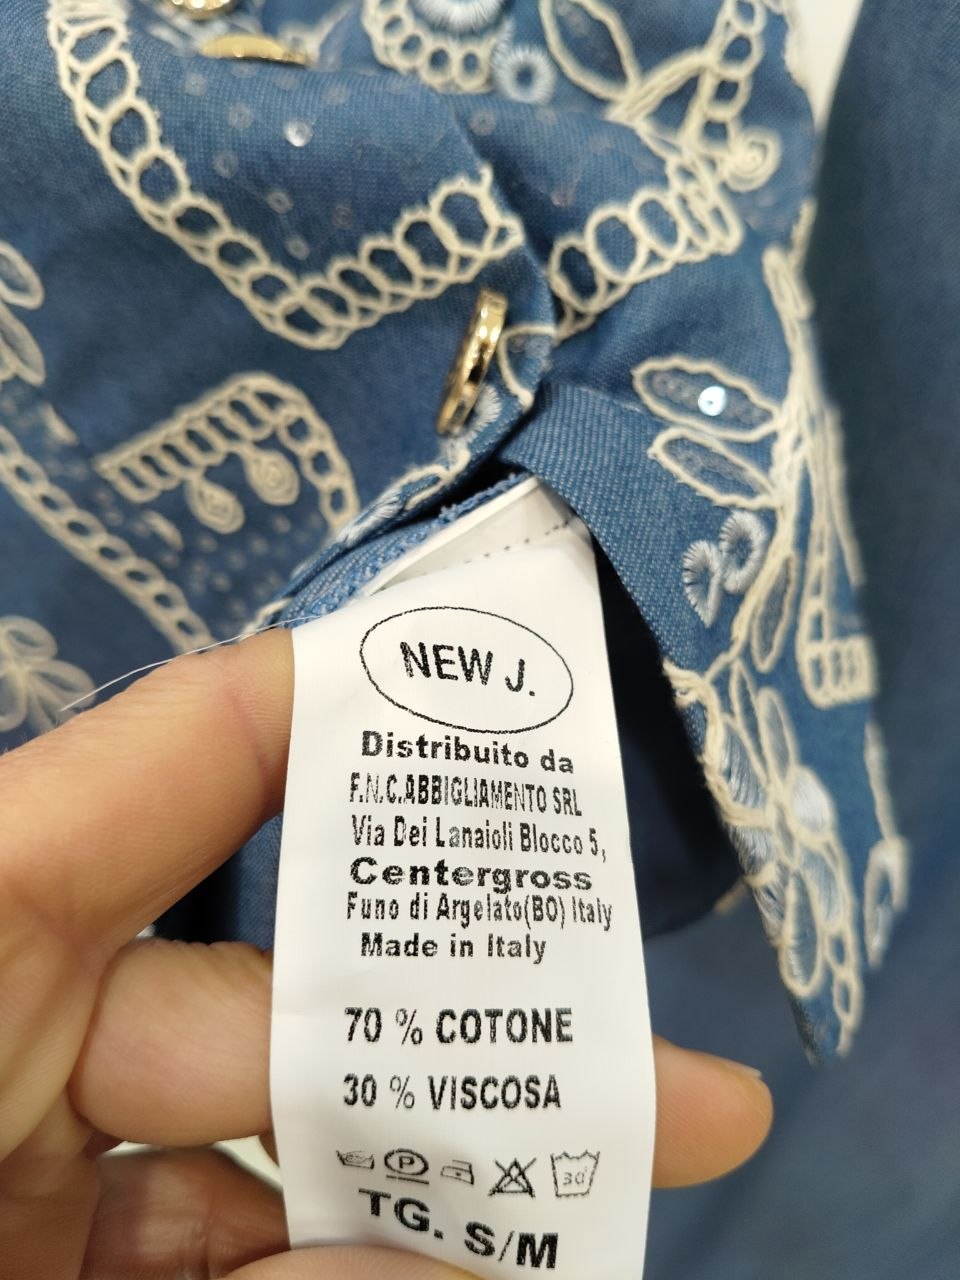 NEW J.
Distribuito da
F.N.C.ABBIGLIAMENTO SRL
Via Dei Lanaioli Blocco 5,
Centergross
Funo di Argelato(BO) Italy
Made in Italy
70 % COTONE
30 % VISCOSA
P 30°
TG. S/M